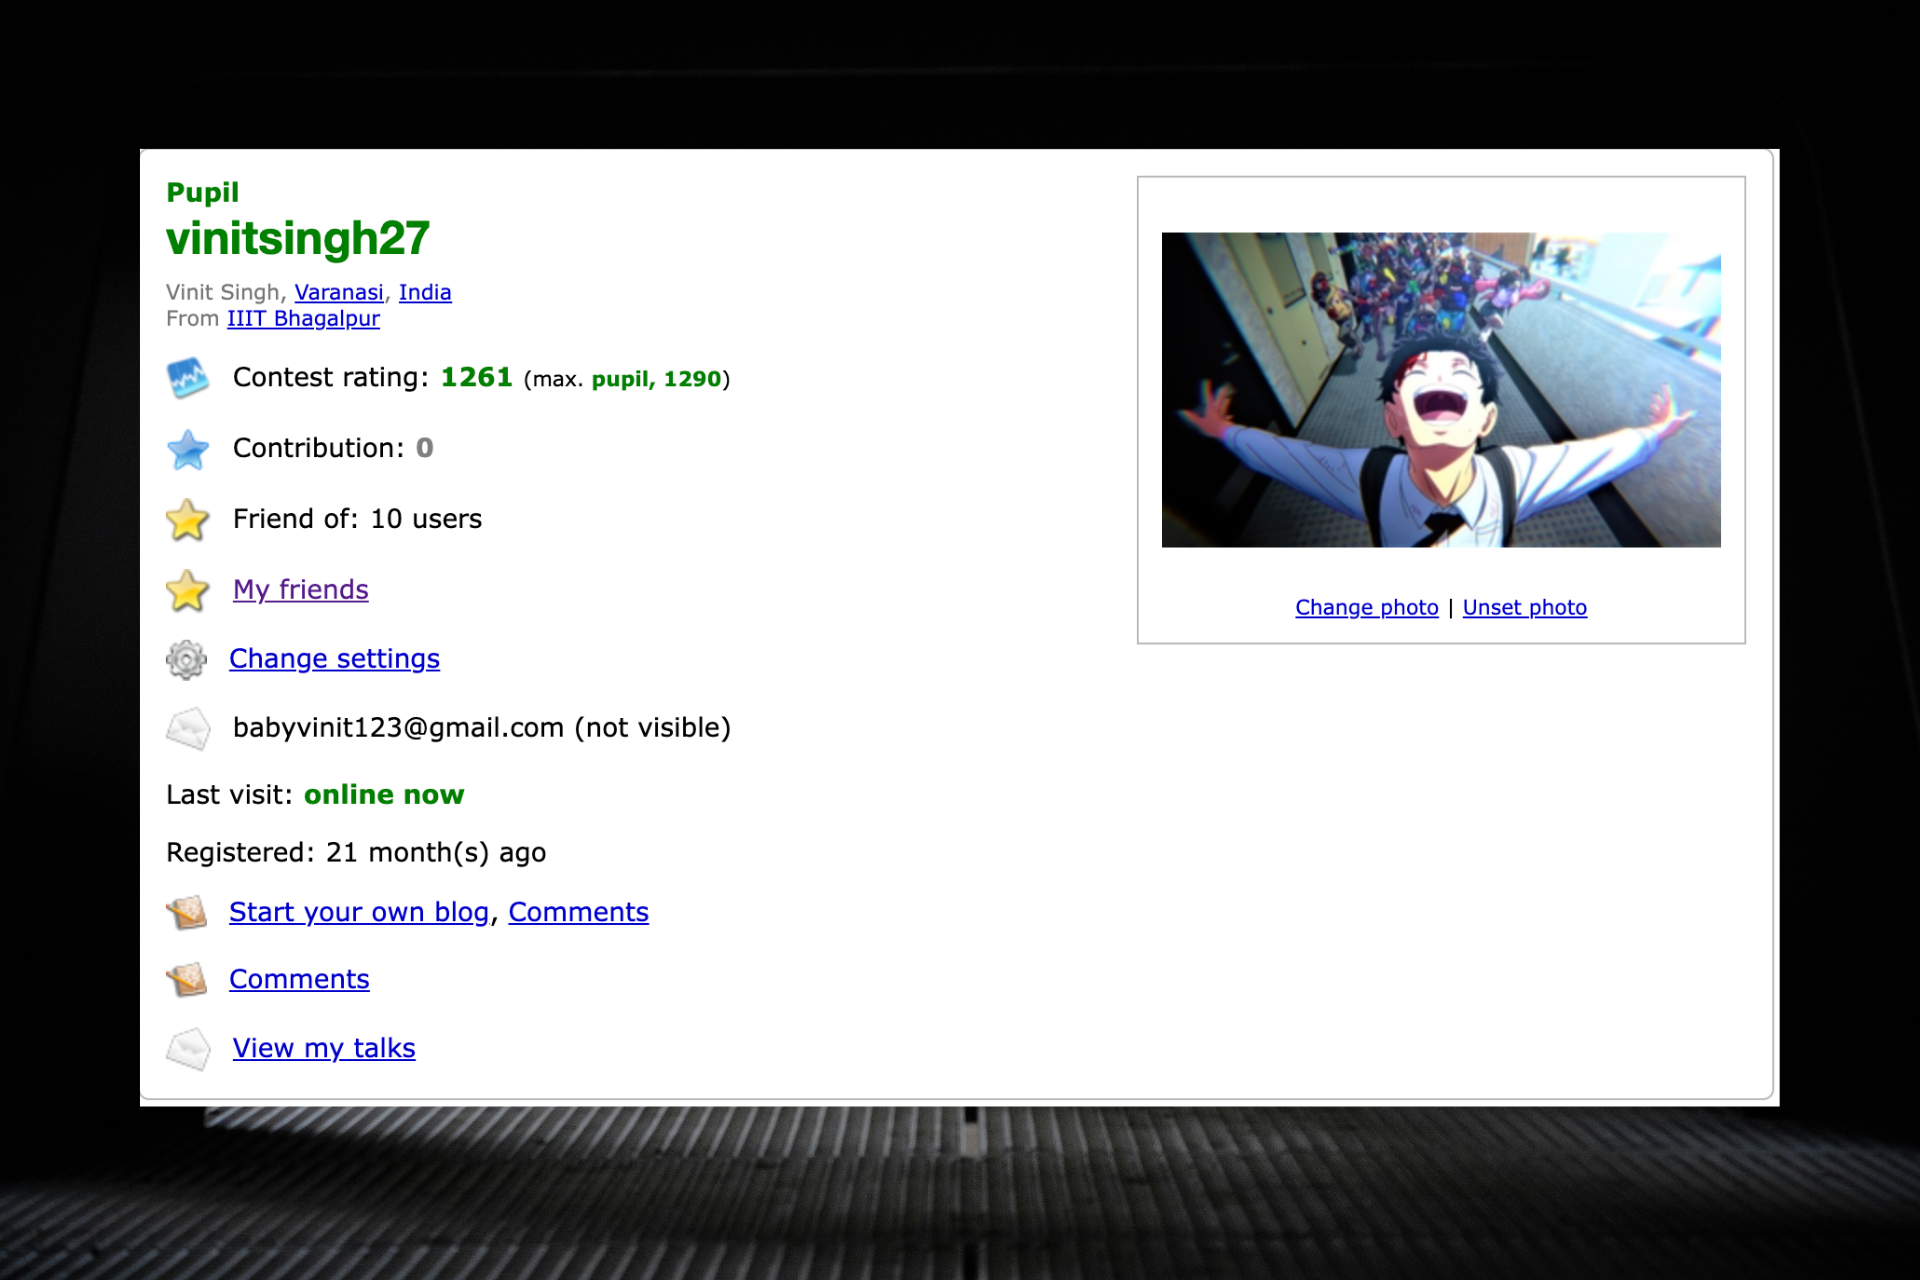 Pupil
vinitsingh27
Vinit Singh, Varanasi, India
From IIIT Bhagalpur
Contest rating: 1261 (max. pupil, 1290)
Contribution: 0
Friend of: 10 users
My friends
Change settings
babyvinit123@gmail.com (not visible)
Last visit: online now
Registered: 21 month(s) ago
Start your own blog, Comments
Comments
View my talks
Change photo | Unset photo